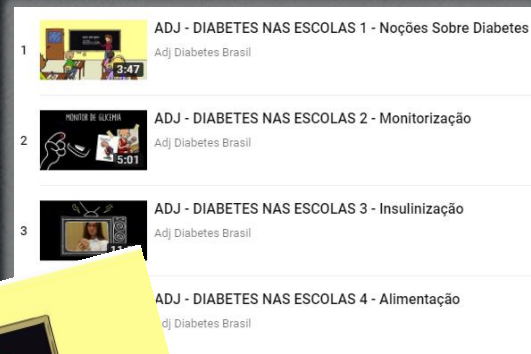 1
ADJ - DIABETES NAS ESCOLAS 1 - Noções Sobre Diabetes
Adj Diabetes Brasil
3:47
2
ADJ - DIABETES NAS ESCOLAS 2 - Monitorização
Adj Diabetes Brasil
MONITOR DE GLICEMIA
5:01
3
ADJ - DIABETES NAS ESCOLAS 3 - Insulinização
Adj Diabetes Brasil
ADJ - DIABETES NAS ESCOLAS 4 - Alimentação
dj Diabetes Brasil